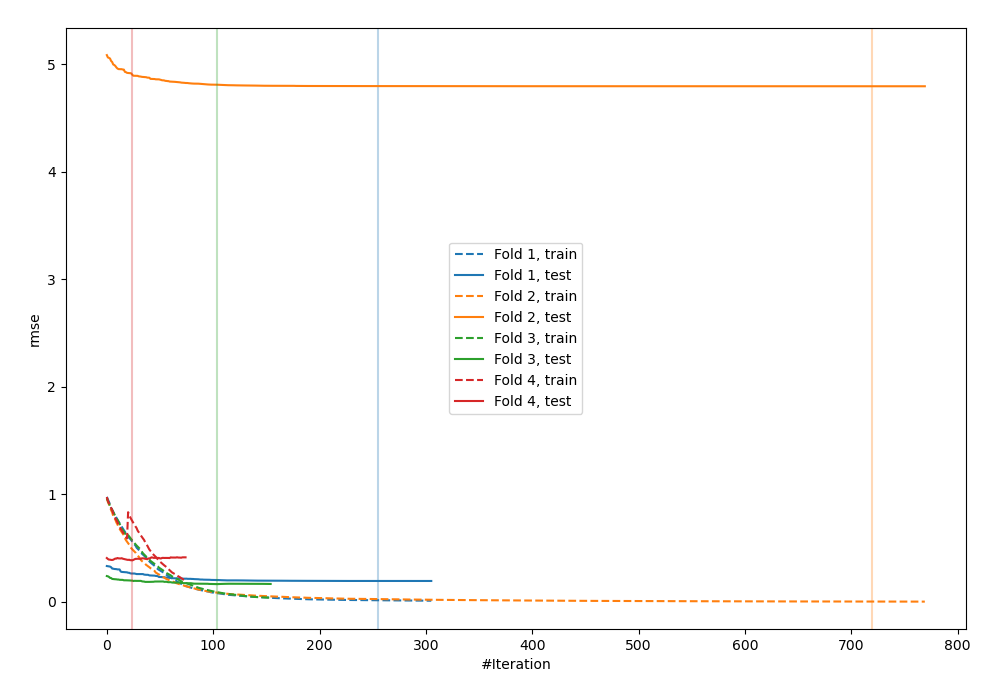 rmse
5
4
3
2
1
0
Fold 1, train
Fold 1, test
Fold 2, train
Fold 2, test
Fold 3, train
Fold 3, test
Fold 4, train
Fold 4, test
0 100 200 300 400 500 600 700 800
#Iteration